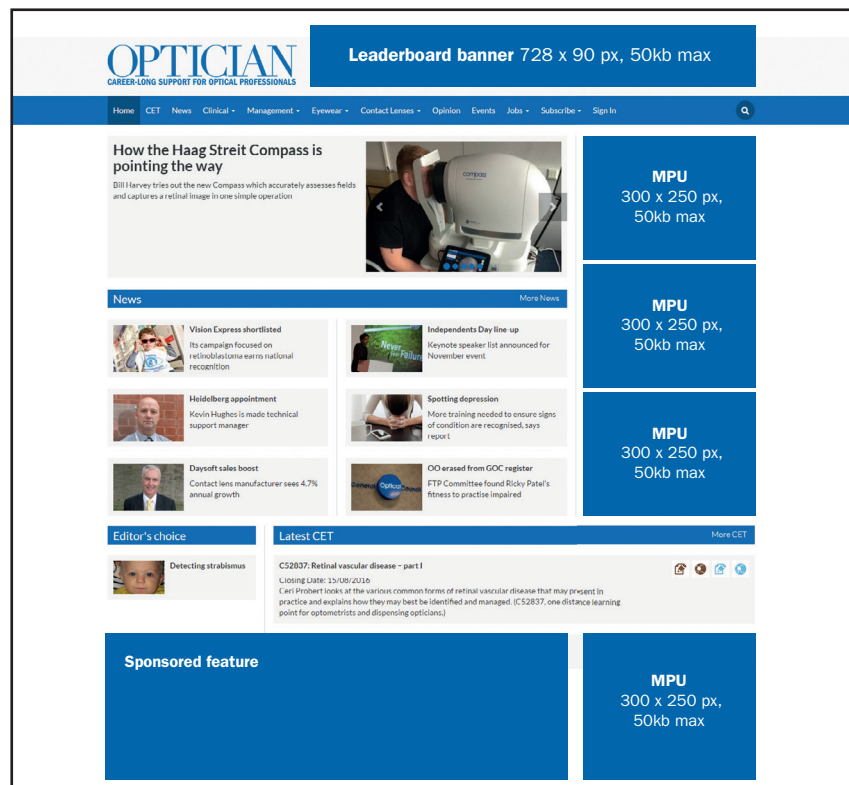 OPTICIAN
CAREER-LONG SUPPORT FOR OPTICAL PROFESSIONALS
Leaderboard banner 728 x 90 px, 50kb max
Home CET News Clinical Management Eyewear Contact Lenses Opinion Events Jobs Subscribe Sign In
How the Haag Streit Compass is
pointing the way
Bill Harvey tries out the new Compass which accurately assesses fields
and captures a retinal image in one simple operation
compass
MPU
300 x 250 px,
50kb max
News
More News
Vision Express shortlisted
Its campaign focused on
retinoblastoma earns national
recognition
Never
Failure
Independents Day line-up
Keynote speaker list announced for
November event
MPU
300 x 250 px,
50kb max
Heidelberg appointment
Kevin Hughes is made technical
support manager
Spotting depression
More training needed to ensure signs
of condition are recognised, says
report
Daysoft sales boost
Contact lens manufacturer sees 4.7%
annual growth
General Optical Council
OO erased from GOC register
FTP Committee found Ricky Patel's
fitness to practise impaired
MPU
300 x 250 px,
50kb max
Editor's choice
Detecting strabismus
Latest CET
More CET
C52837: Retinal vascular disease – part I
Closing Date: 15/08/2016
Ceri Probert looks at the various common forms of retinal vascular disease that may present in
practice and explains how they may best be identified and managed. (C52837, one distance learning
point for optometrists and dispensing opticians.)
Sponsored feature
MPU
300 x 250 px,
50kb max